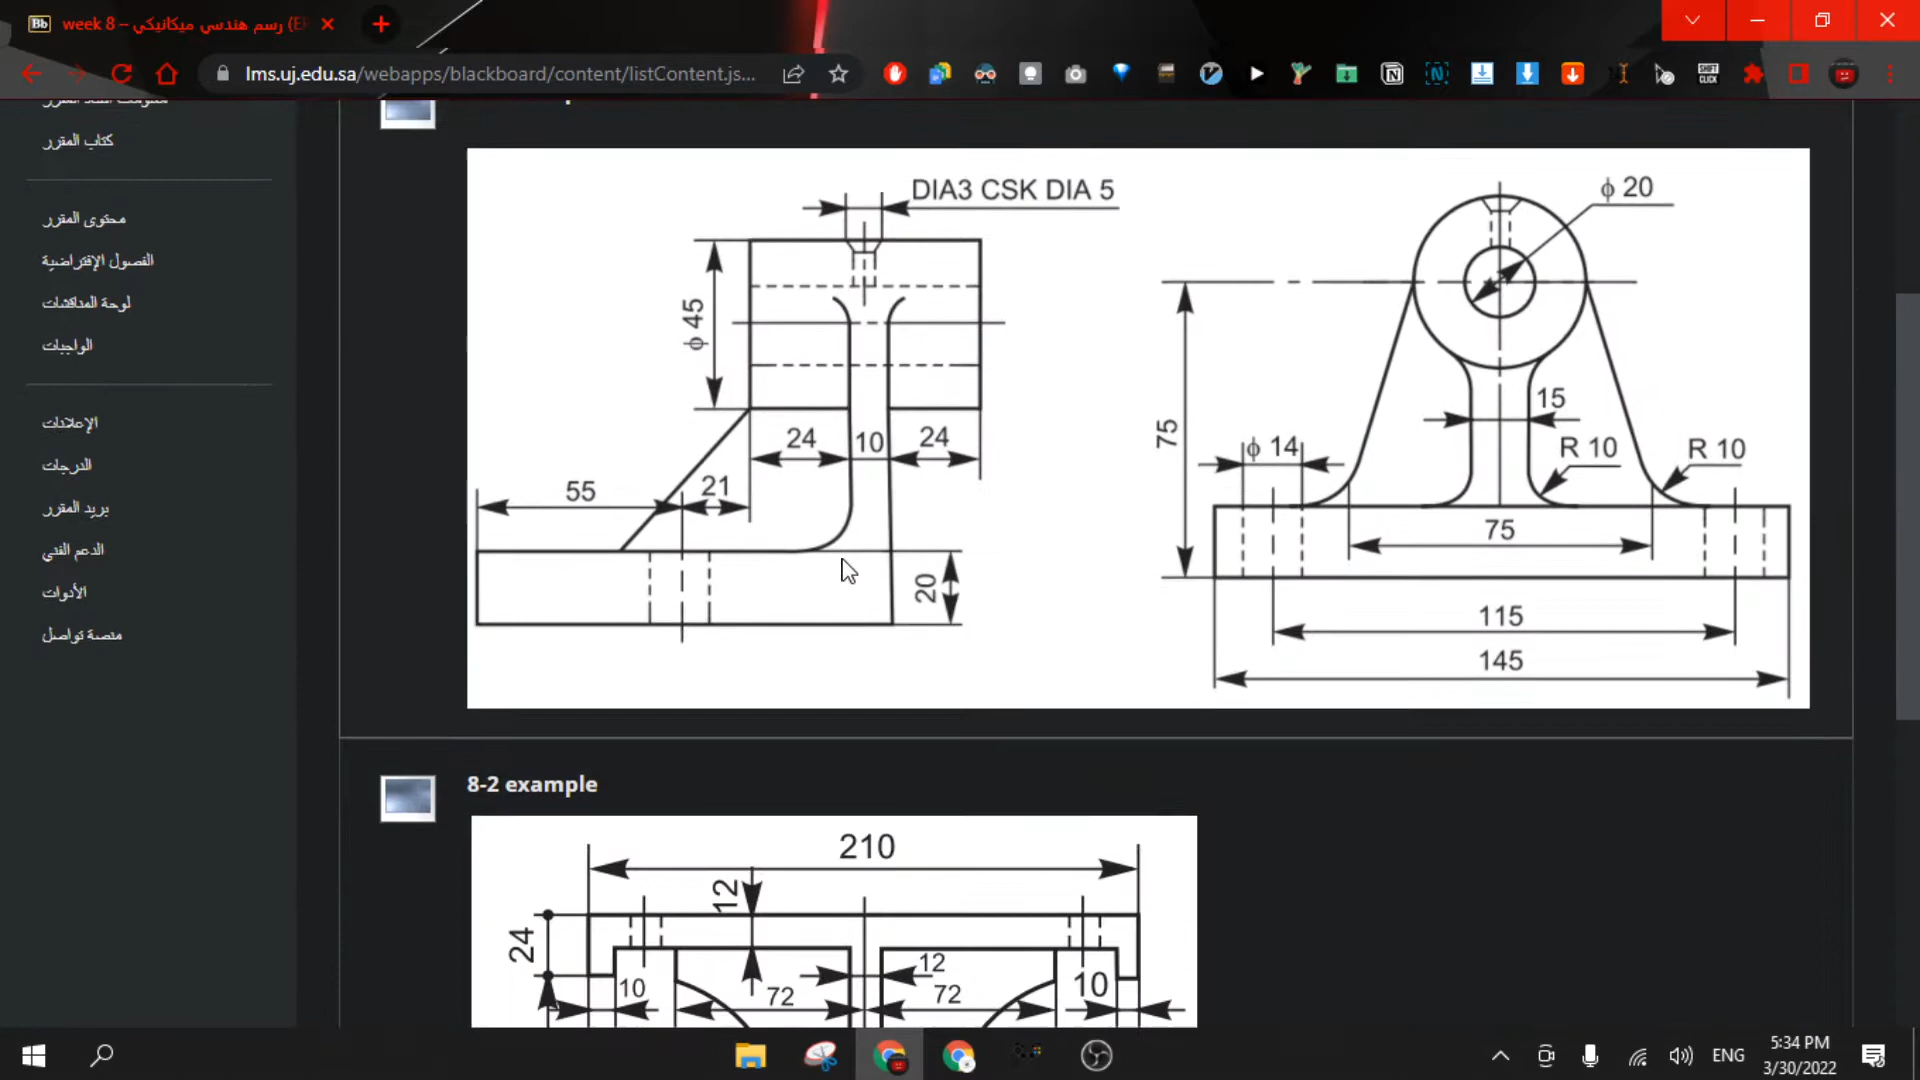 week 8 – رسم هندسي ميكانيكي (EI
lms.uj.edu.sa/webapps/blackboard/content/listContent.js...
كتاب المقرر
محتوى المقرر
الفصول الإفتراضية
لوحة المناقشات
الواجبات
الإعلانات
الدرجات
بريد المقرر
الدعم الفني
الأدوات
منصة تواصل
DIA3 CSK DIA 5
ϕ 45
24
10
24
55
21
20
ϕ 20
75
15
ϕ 14
R 10
R 10
75
115
145
8-2 example
210
12
24
12
10
72
72
10
ENG
5:34 PM
3/30/2022